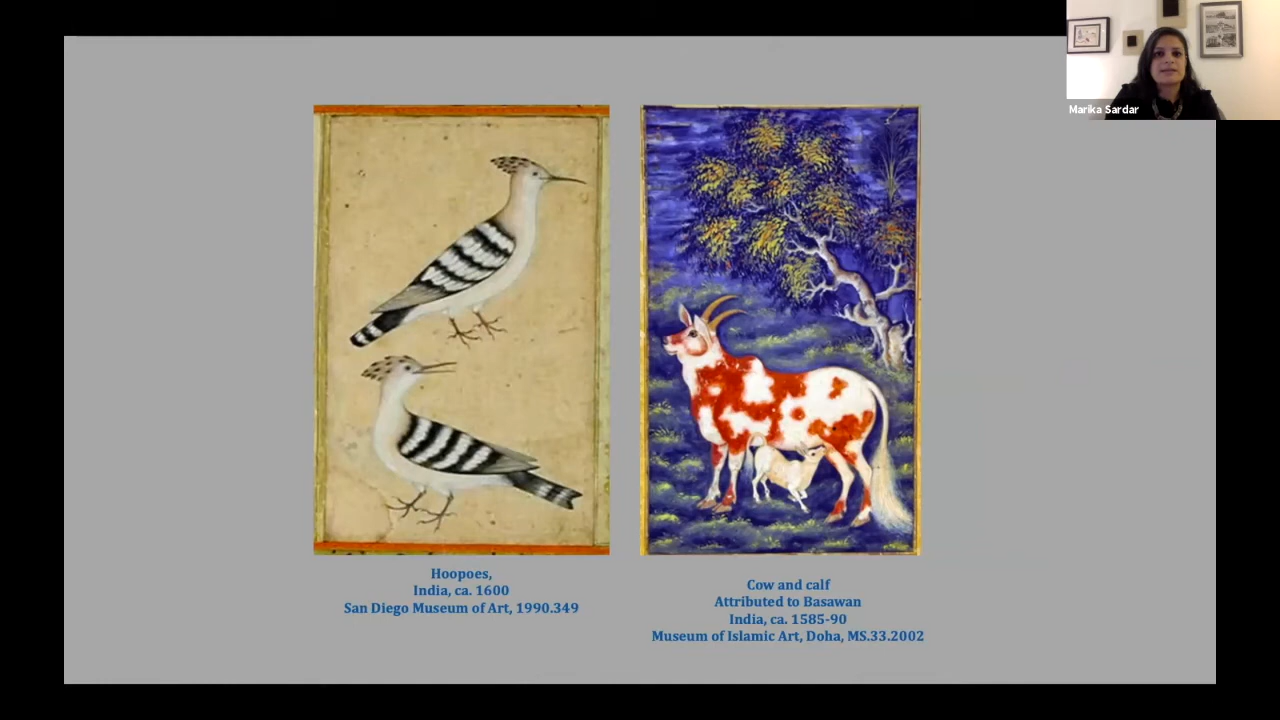 Marika Sardar
Hoopoes,
India, ca. 1600
San Diego Museum of Art, 1990.349
Cow and calf
Attributed to Basawan
India, ca. 1585-90
Museum of Islamic Art, Doha, MS.33.2002